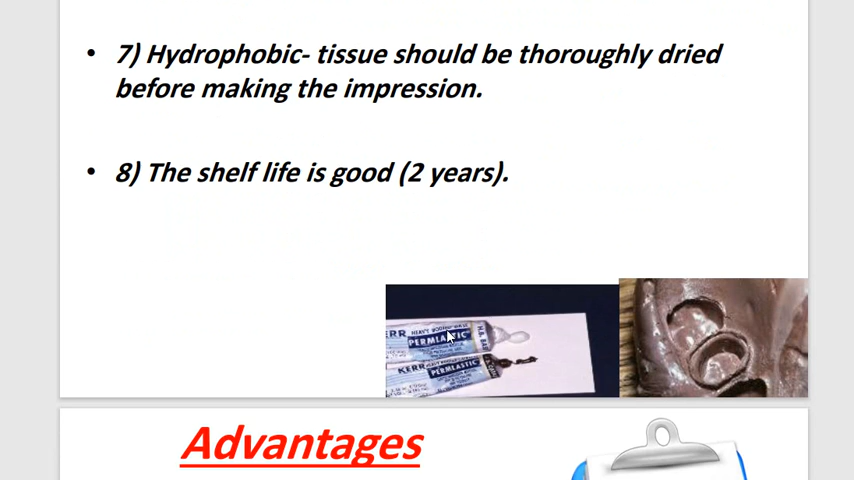 • 7) Hydrophobic- tissue should be thoroughly dried
before making the impression.
• 8) The shelf life is good (2 years).
KERR
PERMLASTIC
KERR
PERMLASTIC
Advantages